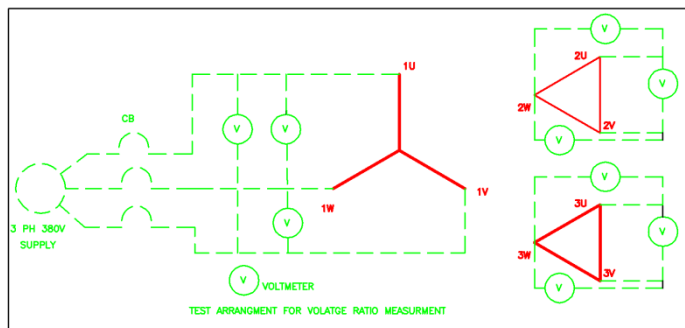 CB
3 PH 380V
SUPPLY
V
V
V
1U
1V
1W
V VOLTMETER
TEST ARRANGMENT FOR VOLATGE RATIO MEASURMENT
V
2U
V
2W
2V
V
V
3U
V
3W
3V
V